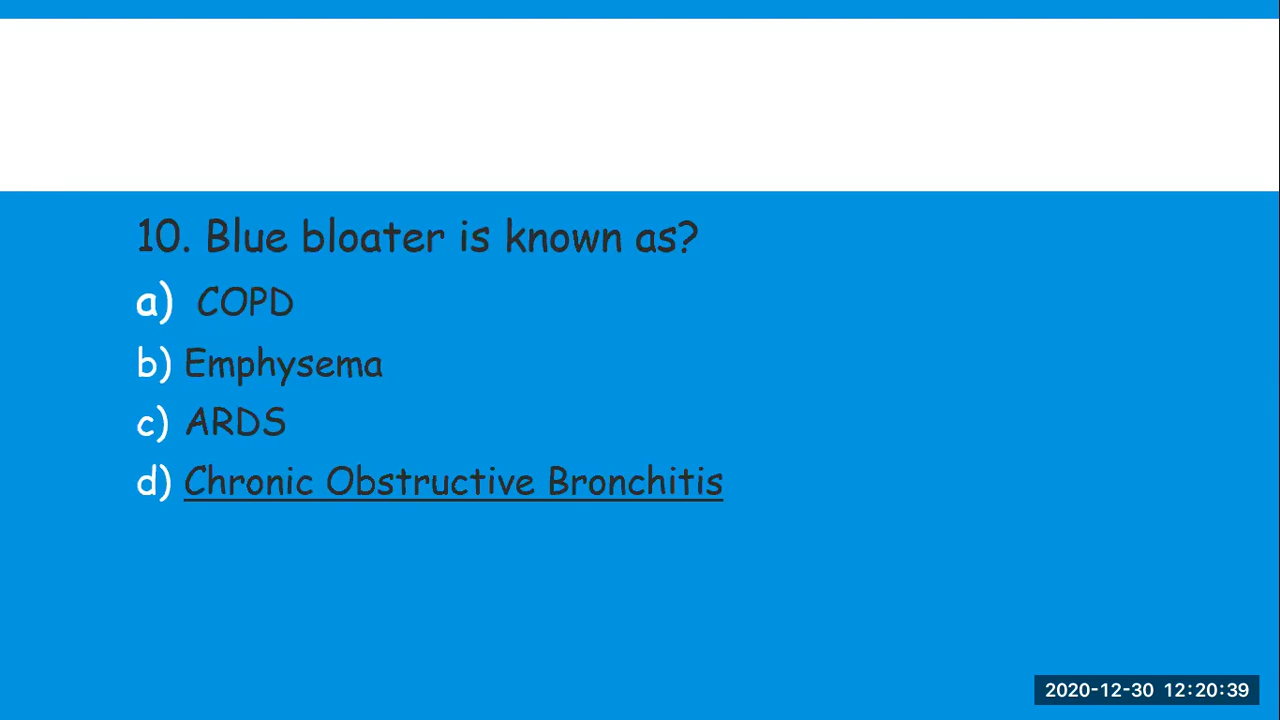 10. Blue bloater is known as?
a) COPD
b) Emphysema
c) ARDS
d) Chronic Obstructive Bronchitis
2020-12-30 12:20:39